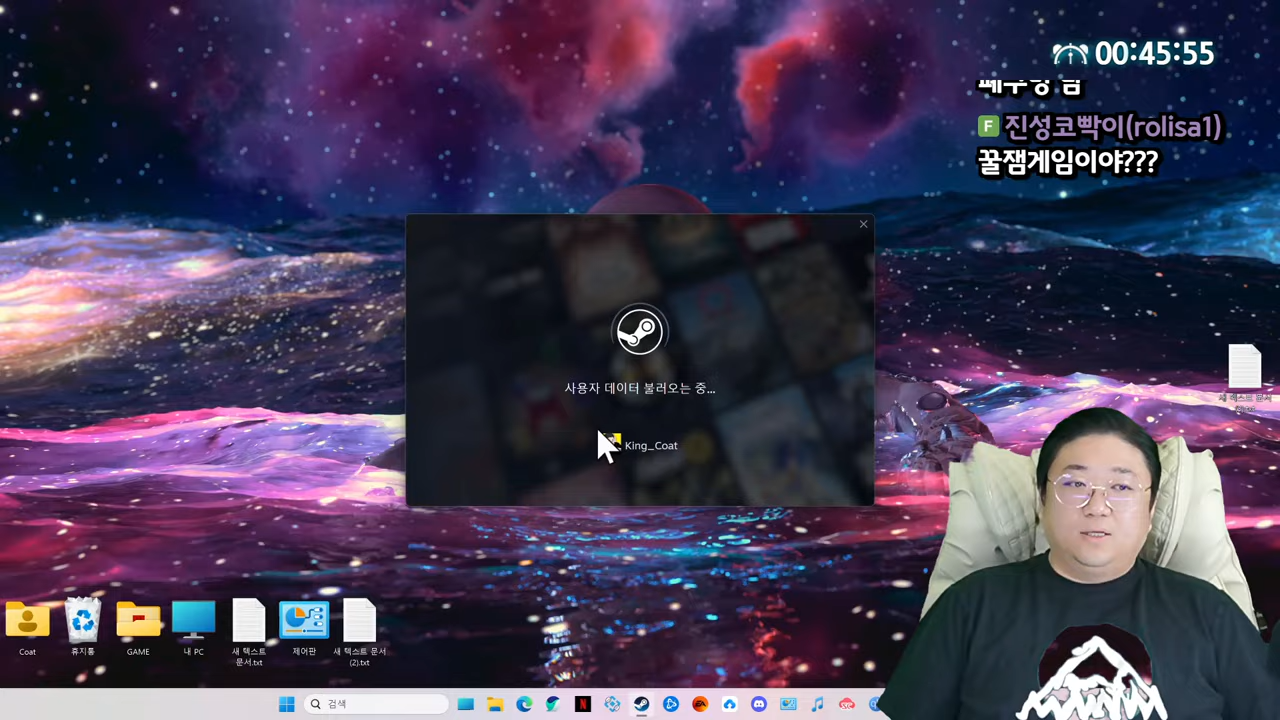 00:45:55
F 진성코빡이(rolisa1)
꿀잼게임이야???
사용자 데이터 불러오는 중...
King_Coat
Coat
휴지통
GAME
내 PC
새 텍스트
문서.txt
제어판
새 텍스트 문서
(2).txt
검색